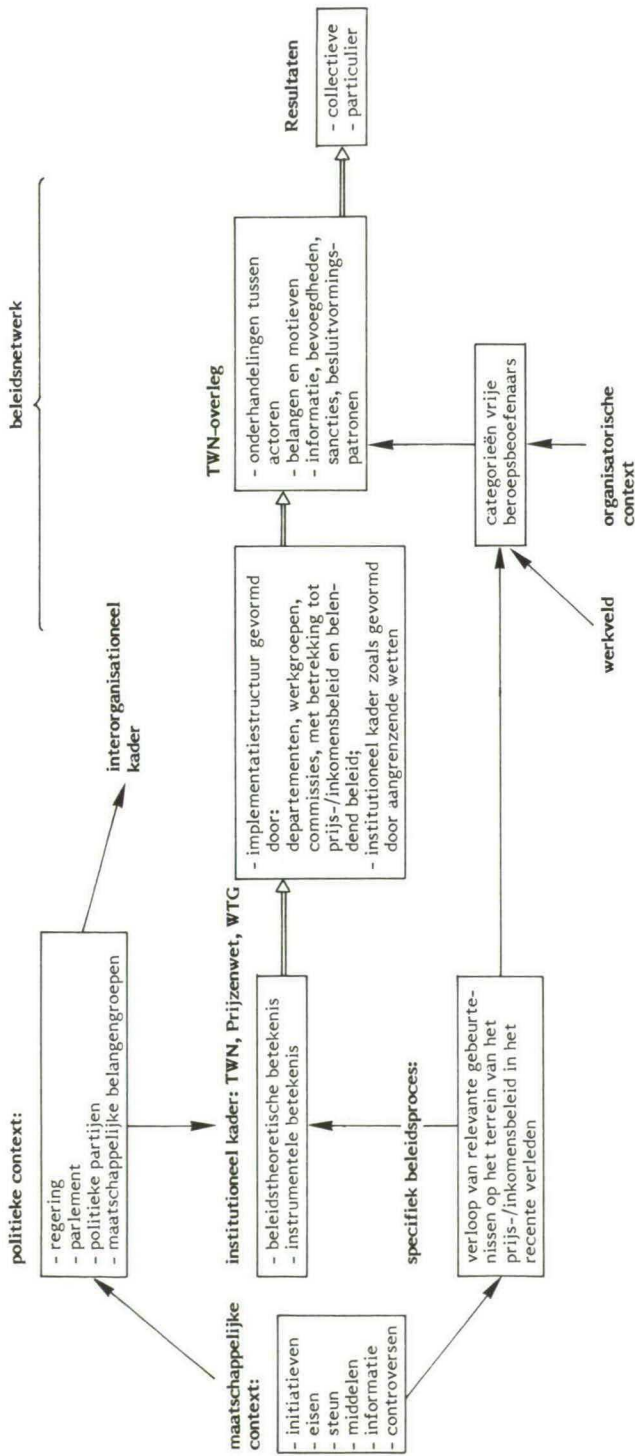 beleidsnetwerk
politieke context:
- regering
- parlement
- politieke partijen
- maatschappelijke belangengroepen
interorganisationeel
kader
maatschappelijke
context:
- initiatieven
- eisen
- steun
- middelen
- informatie
- controversen
institutioneel kader: TWN, Prijzenwet, WTG
- beleidstheoretische betekenis
- instrumentele betekenis
- implementatiestructuur gevormd
door:
departementen, werkgroepen,
commissies, met betrekking tot
prijs-/inkomensbeleid en belen-
dend beleid;
- institutioneel kader zoals gevormd
door aangrenzende wetten
TWN-overleg
- onderhandelingen tussen
actoren
- belangen en motieven
- informatie, bevoegdheden,
sancties, besluitvormings-
patronen
Resultaten
- collectieve
- particulier
specifiek beleidsproces:
verloop van relevante gebeurte-
nissen op het terrein van het
prijs-/inkomensbeleid in het
recente verleden
categorieën vrije
beroepsbeoefenaars
werkveld
organisatorische
context